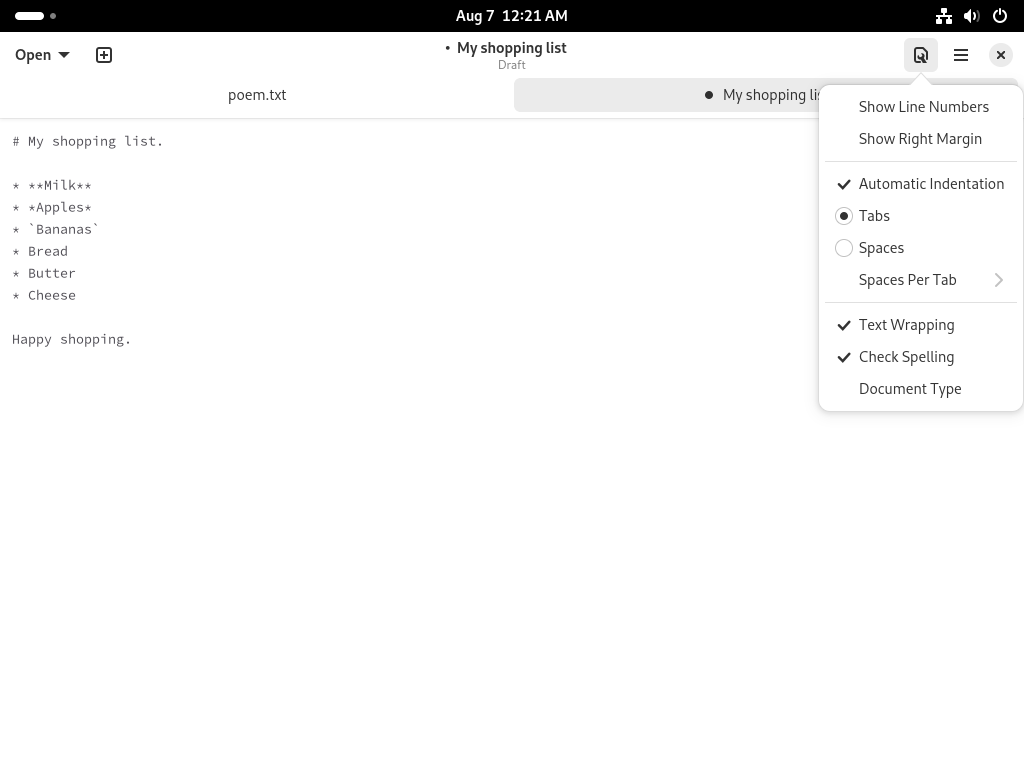 Aug 7 12:21 AM
Open
• My shopping list
Draft
poem.txt
• My shopping lis
# My shopping list.
* **Milk**
* *Apples*
* `Bananas`
* Bread
* Butter
* Cheese
Happy shopping.
Show Line Numbers
Show Right Margin
Automatic Indentation
Tabs
Spaces
Spaces Per Tab
Text Wrapping
Check Spelling
Document Type